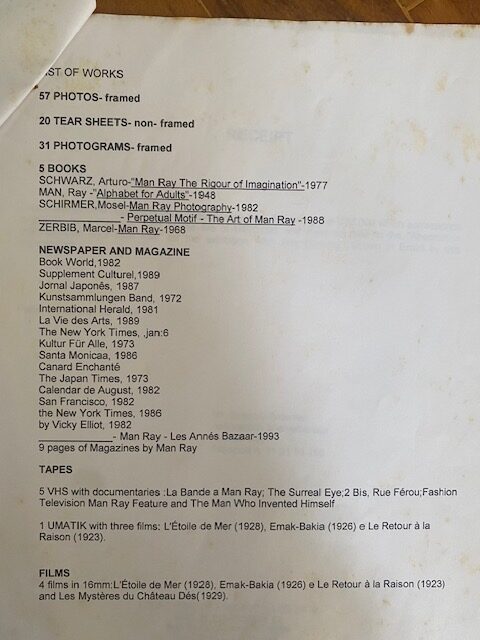 IST OF WORKS
57 PHOTOS- framed
20 TEAR SHEETS- non- framed
31 PHOTOGRAMS- framed
5 BOOKS
SCHWARZ, Arturo-"Man Ray The Rigour of Imagination"-1977
MAN, Ray -"Alphabet for Adults"-1948
SCHIRMER,Mosel-Man Ray Photography-1982
_______________- Perpetual Motif - The Art of Man Ray -1988
ZERBIB, Marcel-Man Ray-1968
NEWSPAPER AND MAGAZINE
Book World,1982
Supplement Culturel,1989
Jornal Japonês, 1987
Kunstsammlungen Band, 1972
International Herald, 1981
La Vie des Arts, 1989
The New York Times, ,jan:6
Kultur Für Alle, 1973
Santa Monicaa, 1986
Canard Enchanté
The Japan Times, 1973
Calendar de August, 1982
San Francisco, 1982
the New York Times, 1986
by Vicky Elliot, 1982
______________- Man Ray - Les Annés Bazaar-1993
9 pages of Magazines by Man Ray
TAPES
5 VHS with documentaries :La Bande a Man Ray; The Surreal Eye;2 Bis, Rue Férou;Fashion
Television Man Ray Feature and The Man Who Invented Himself
1 UMATIK with three films: L'Étoile de Mer (1928), Emak-Bakia (1926) e Le Retour à la
Raison (1923).
FILMS
4 films in 16mm:L'Étoile de Mer (1928), Emak-Bakia (1926) e Le Retour à la Raison (1923)
and Les Mystères du Château Dés(1929).